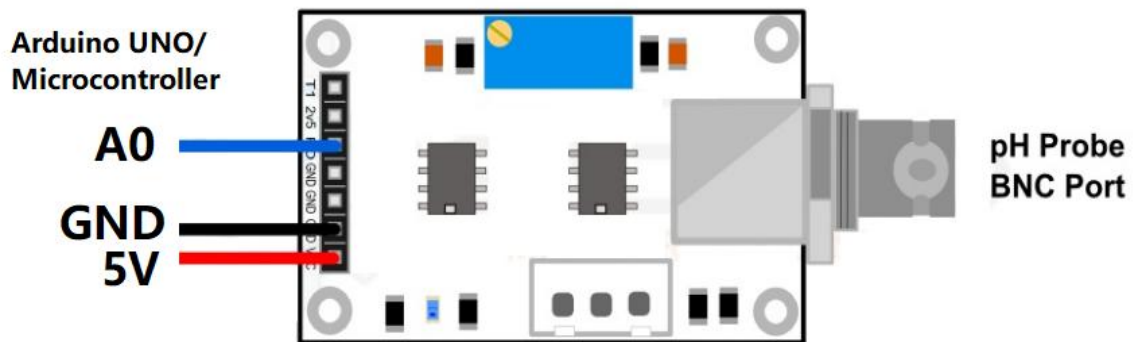 Arduino UNO/
Microcontroller
A0
GND
5V
T1
2v5
GND
GND
pH Probe
BNC Port